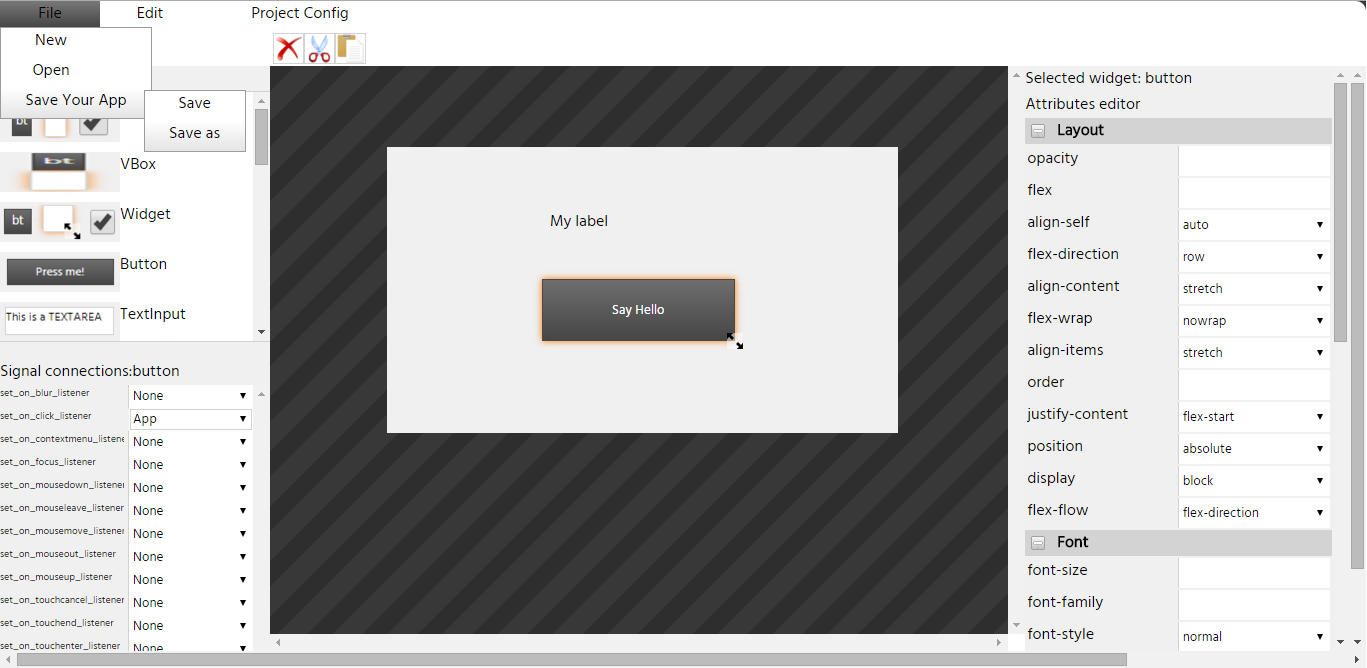 File Edit Project Config
New
Open
Save Your App
Save
Save as
bt
bt
VBox
bt
Widget
Press me!
Button
This is a TEXTAREA
TextInput
Signal connections:button
set_on_blur_listener None
set_on_click_listener App
set_on_contextmenu_listene None
set_on_focus_listener None
set_on_mousedown_listener None
set_on_mouseleave_listener None
set_on_mousemove_listener None
set_on_mouseout_listener None
set_on_mouseup_listener None
set_on_touchcancel_listener None
set_on_touchend_listener None
set_on_touchenter_listener None
My label
Say Hello
Selected widget: button
Attributes editor
Layout
opacity
flex
align-self auto
flex-direction row
align-content stretch
flex-wrap nowrap
align-items stretch
order
justify-content flex-start
position absolute
display block
flex-flow flex-direction
Font
font-size
font-family
font-style normal